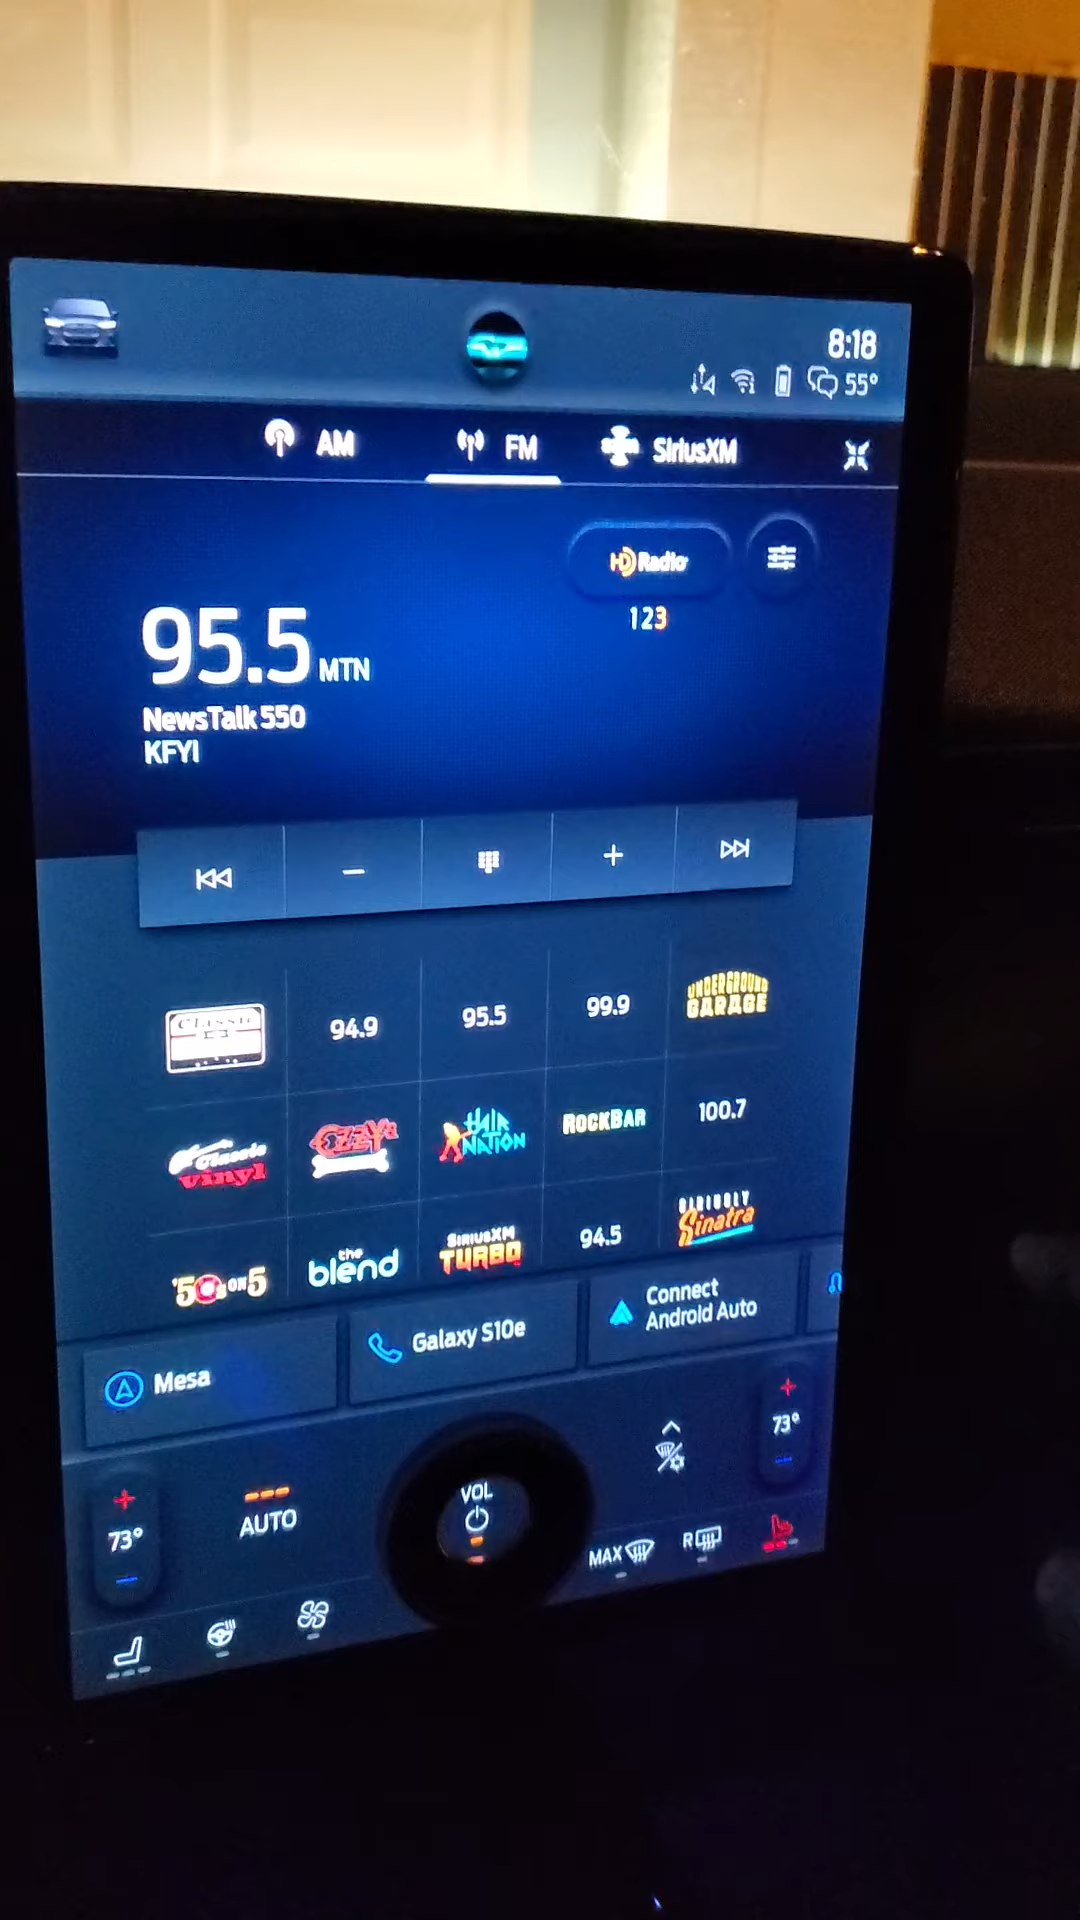 8:18
55°
AM
FM
SiriusXM
HD Radio
123
95.5 MTN
NewsTalk 550
KFYI
Classic
94.9
95.5
99.9
UNDERGROUND
GARAGE
Classic
vinyl
OZZY's
HAIR
NATION
ROCKBAR
100.7
'50s on 5
the
blend
SIRIUSXM
TURBO
94.5
SIRIUSLY
Sinatra
Mesa
Galaxy S10e
Connect
Android Auto
73°
AUTO
VOL
MAX
R
73°